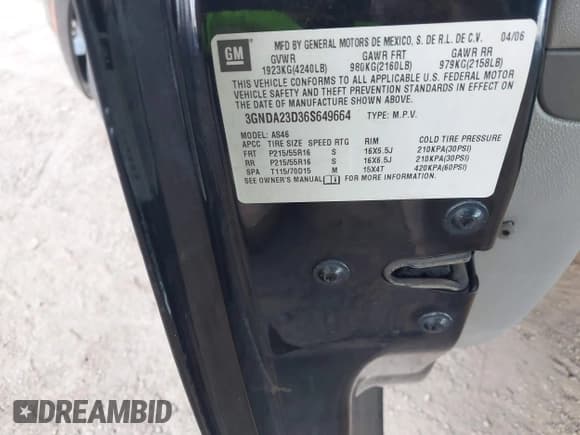 GM
MFD BY GENERAL MOTORS DE MEXICO, S. DE R.L. DE C.V. 04/06
GVWR GAWR FRT GAWR RR
1923KG(4240LB) 980KG(2160LB) 979KG(2158LB)
THIS VEHICLE CONFORMS TO ALL APPLICABLE U.S. FEDERAL MOTOR
VEHICLE SAFETY AND THEFT PREVENTION STANDARDS IN EFFECT ON
THE DATE OF MANUFACTURE SHOWN ABOVE.
3GNDA23D36S649664 TYPE: M.P.V.
MODEL: AS46
APCC TIRE SIZE SPEED RTG RIM COLD TIRE PRESSURE
FRT P215/55R16 S 16X6.5J 210KPA(30PSI)
RR P215/55R16 S 16X6.5J 210KPA(30PSI)
SPA T115/70D15 M 15X4T 420KPA(60PSI)
SEE OWNER'S MANUAL FOR MORE INFORMATION.
DREAMBID